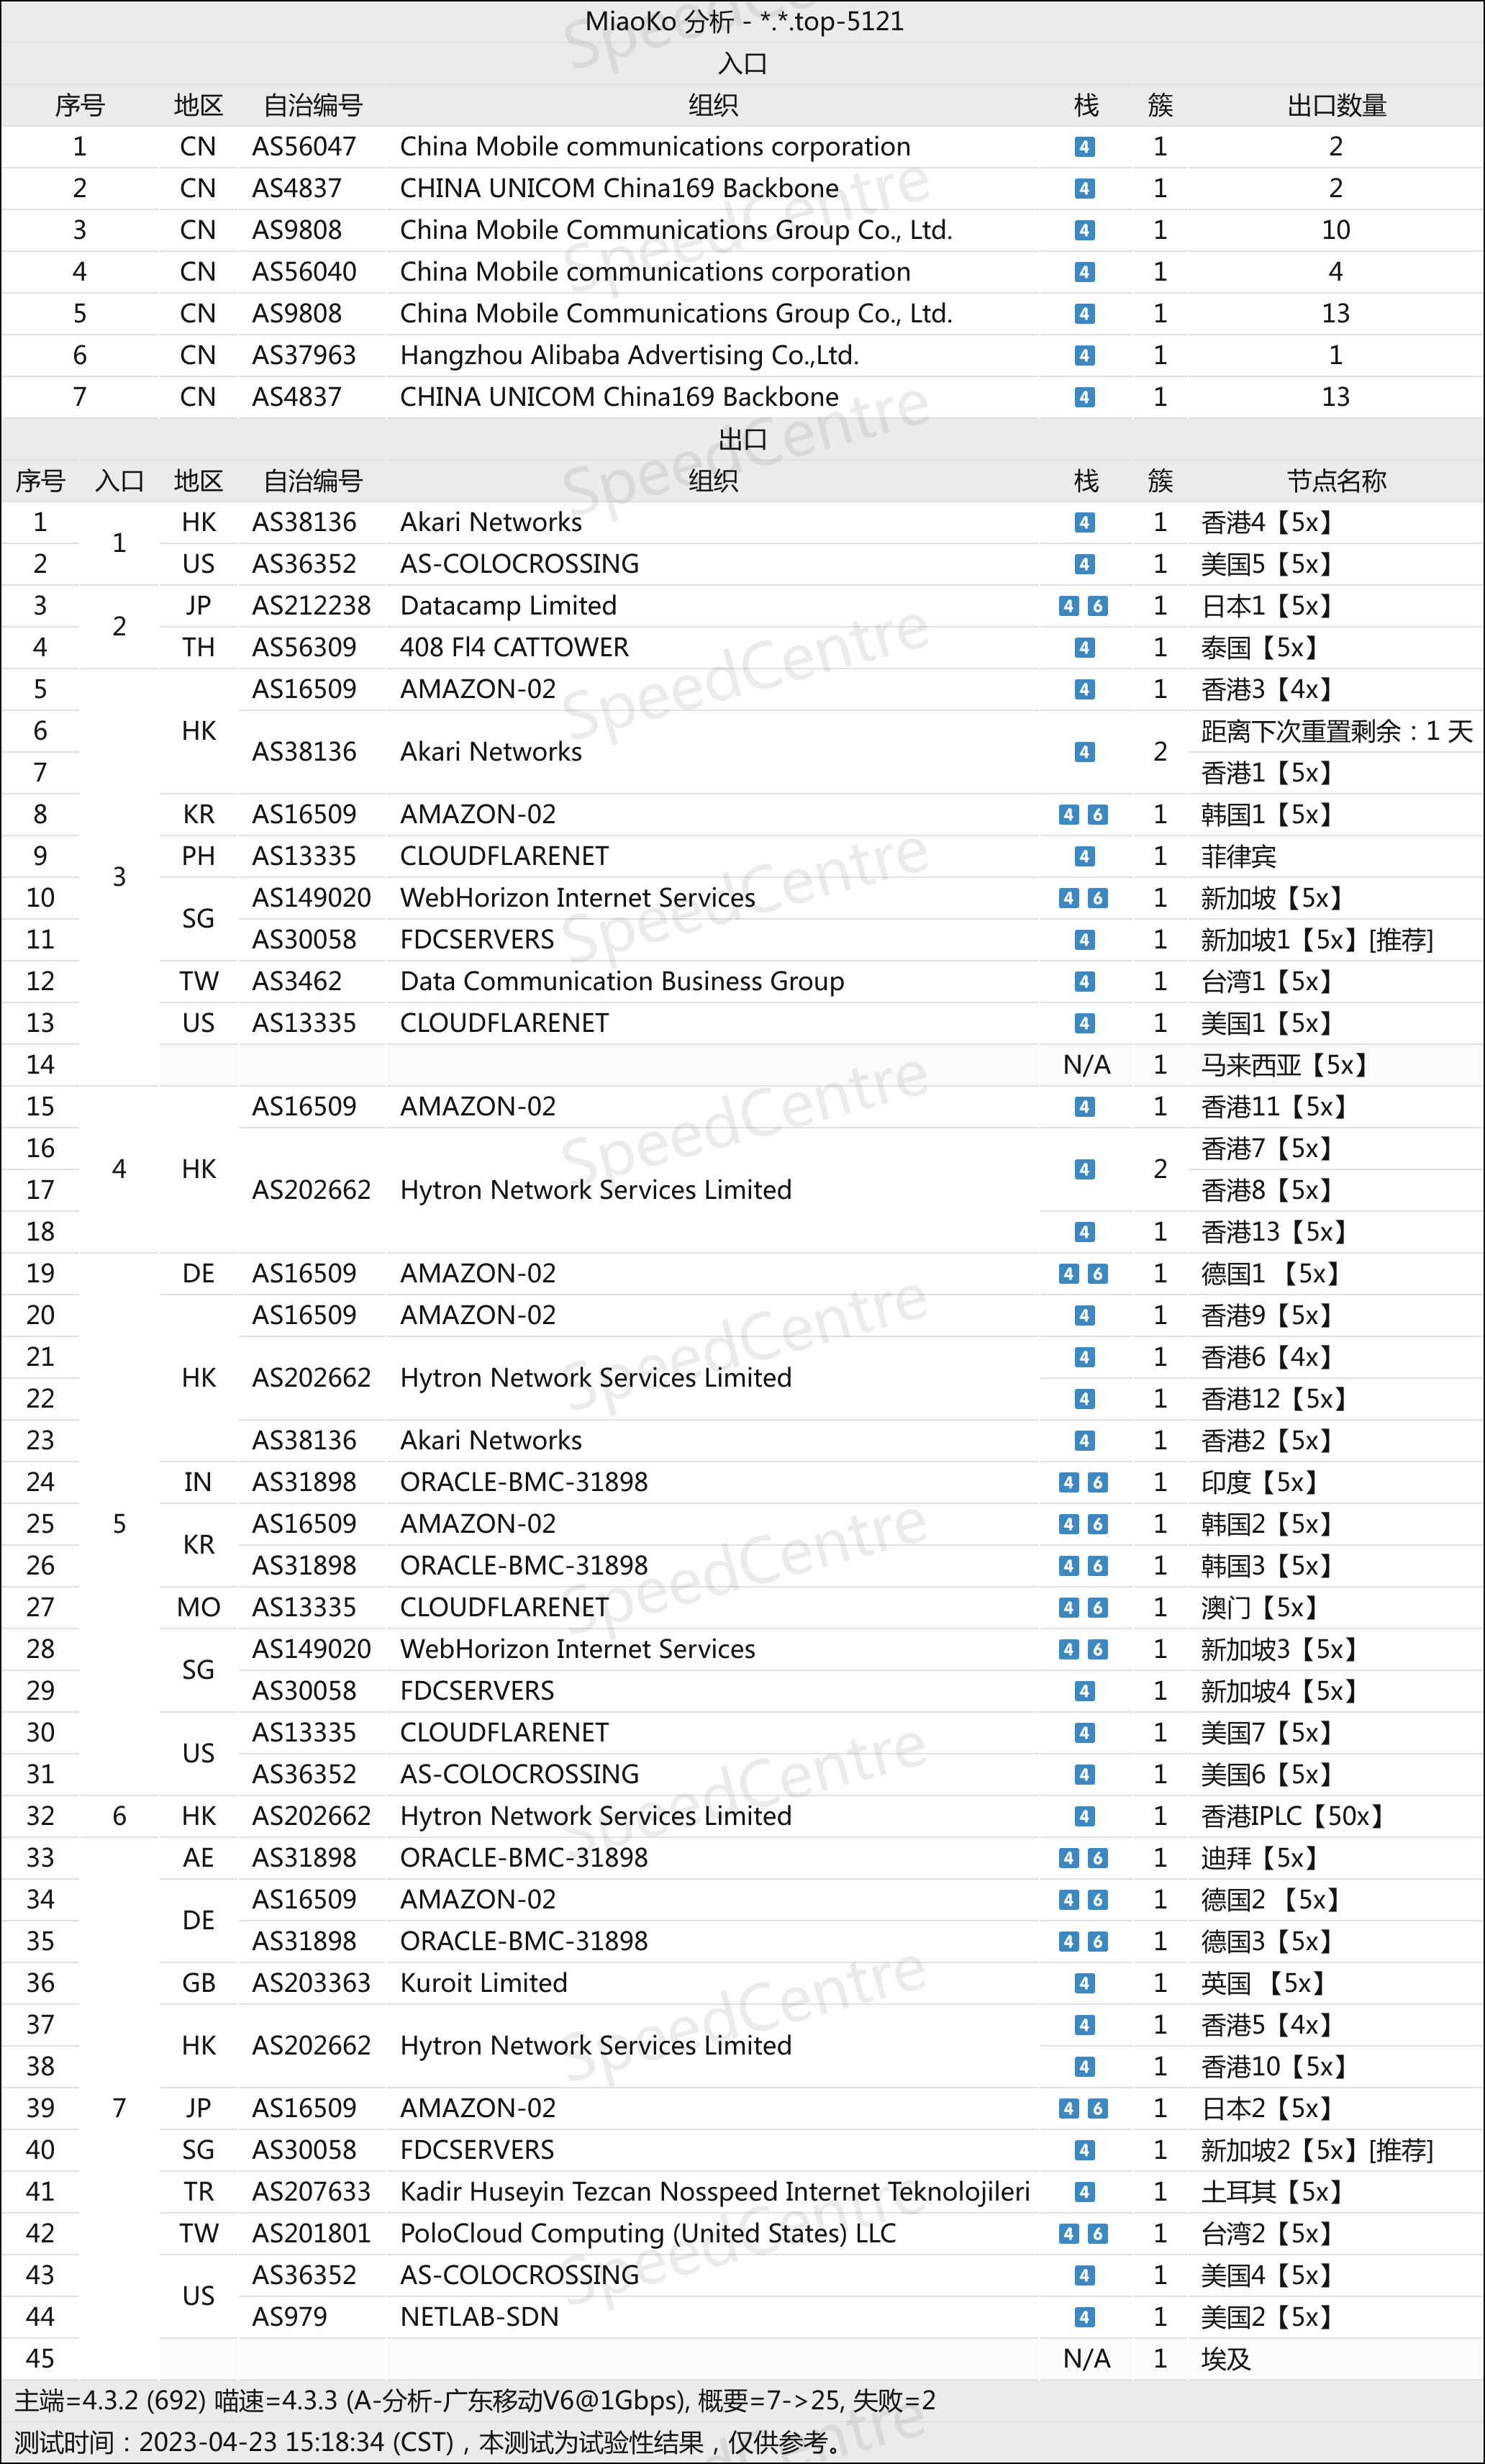 MiaoKo 分析 - *.*.top-5121
入口
序号 地区 自治编号 组织 栈 簇 出口数量
1 CN AS56047 China Mobile communications corporation 4 1 2
2 CN AS4837 CHINA UNICOM China169 Backbone 4 1 2
3 CN AS9808 China Mobile Communications Group Co., Ltd. 4 1 10
4 CN AS56040 China Mobile communications corporation 4 1 4
5 CN AS9808 China Mobile Communications Group Co., Ltd. 4 1 13
6 CN AS37963 Hangzhou Alibaba Advertising Co.,Ltd. 4 1 1
7 CN AS4837 CHINA UNICOM China169 Backbone 4 1 13
出口
序号 入口 地区 自治编号 组织 栈 簇 节点名称
1 1 HK AS38136 Akari Networks 4 1 香港4【5x】
2 US AS36352 AS-COLOCROSSING 4 1 美国5【5x】
3 2 JP AS212238 Datacamp Limited 4 6 1 日本1【5x】
4 TH AS56309 408 Fl4 CATTOWER 4 1 泰国【5x】
5 3 HK AS16509 AMAZON-02 4 1 香港3【4x】
6 AS38136 Akari Networks 4 2 距离下次重置剩余：1 天
7 香港1【5x】
8 KR AS16509 AMAZON-02 4 6 1 韩国1【5x】
9 PH AS13335 CLOUDFLARENET 4 1 菲律宾
10 SG AS149020 WebHorizon Internet Services 4 6 1 新加坡【5x】
11 AS30058 FDCSERVERS 4 1 新加坡1【5x】[推荐]
12 TW AS3462 Data Communication Business Group 4 1 台湾1【5x】
13 US AS13335 CLOUDFLARENET 4 1 美国1【5x】
14 N/A 1 马来西亚【5x】
15 4 HK AS16509 AMAZON-02 4 1 香港11【5x】
16 AS202662 Hytron Network Services Limited 4 2 香港7【5x】
17 香港8【5x】
18 4 1 香港13【5x】
19 5 DE AS16509 AMAZON-02 4 6 1 德国1 【5x】
20 HK AS16509 AMAZON-02 4 1 香港9【5x】
21 AS202662 Hytron Network Services Limited 4 1 香港6【4x】
22 4 1 香港12【5x】
23 AS38136 Akari Networks 4 1 香港2【5x】
24 IN AS31898 ORACLE-BMC-31898 4 6 1 印度【5x】
25 KR AS16509 AMAZON-02 4 6 1 韩国2【5x】
26 AS31898 ORACLE-BMC-31898 4 6 1 韩国3【5x】
27 MO AS13335 CLOUDFLARENET 4 6 1 澳门【5x】
28 SG AS149020 WebHorizon Internet Services 4 6 1 新加坡3【5x】
29 AS30058 FDCSERVERS 4 1 新加坡4【5x】
30 US AS13335 CLOUDFLARENET 4 1 美国7【5x】
31 AS36352 AS-COLOCROSSING 4 1 美国6【5x】
32 6 HK AS202662 Hytron Network Services Limited 4 1 香港IPLC【50x】
33 7 AE AS31898 ORACLE-BMC-31898 4 6 1 迪拜【5x】
34 DE AS16509 AMAZON-02 4 6 1 德国2 【5x】
35 AS31898 ORACLE-BMC-31898 4 6 1 德国3【5x】
36 GB AS203363 Kuroit Limited 4 1 英国 【5x】
37 HK AS202662 Hytron Network Services Limited 4 1 香港5【4x】
38 4 1 香港10【5x】
39 JP AS16509 AMAZON-02 4 6 1 日本2【5x】
40 SG AS30058 FDCSERVERS 4 1 新加坡2【5x】[推荐]
41 TR AS207633 Kadir Huseyin Tezcan Nosspeed Internet Teknolojileri 4 1 土耳其【5x】
42 TW AS201801 PoloCloud Computing (United States) LLC 4 6 1 台湾2【5x】
43 US AS36352 AS-COLOCROSSING 4 1 美国4【5x】
44 AS979 NETLAB-SDN 4 1 美国2【5x】
45 N/A 1 埃及
主端=4.3.2 (692) 喵速=4.3.3 (A-分析-广东移动V6@1Gbps), 概要=7->25, 失败=2
测试时间：2023-04-23 15:18:34 (CST)，本测试为试验性结果，仅供参考。
SpeedCentre
SpeedCentre
SpeedCentre
SpeedCentre
SpeedCentre
SpeedCentre
SpeedCentre
SpeedCentre
SpeedCentre
SpeedCentre
SpeedCentre
SpeedCentre